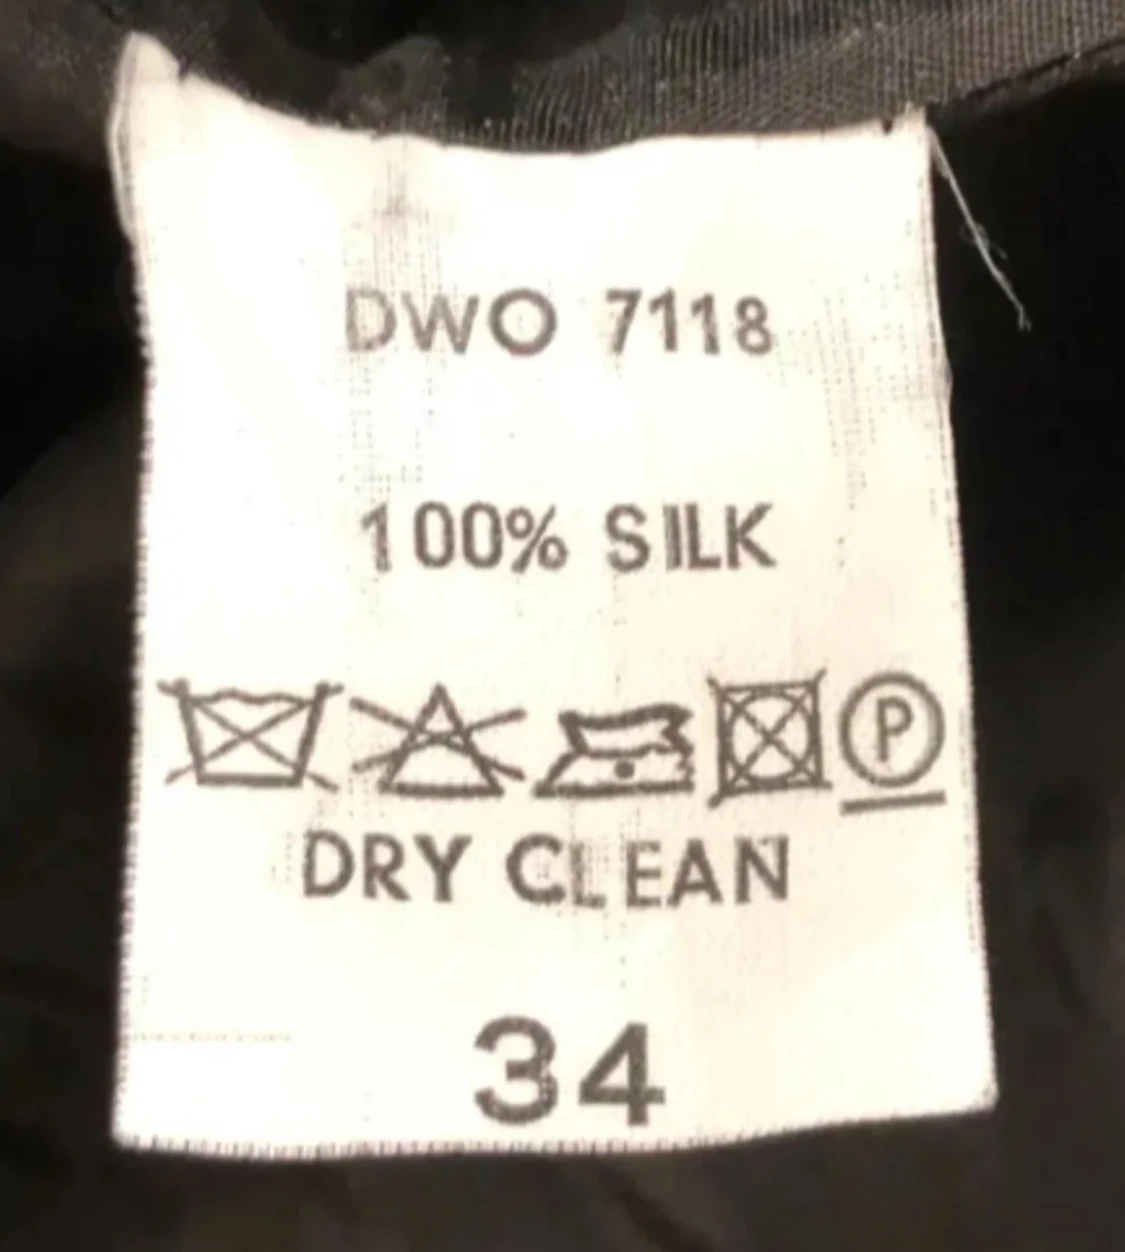 DWO 7118
100% SILK
P
DRY CLEAN
34